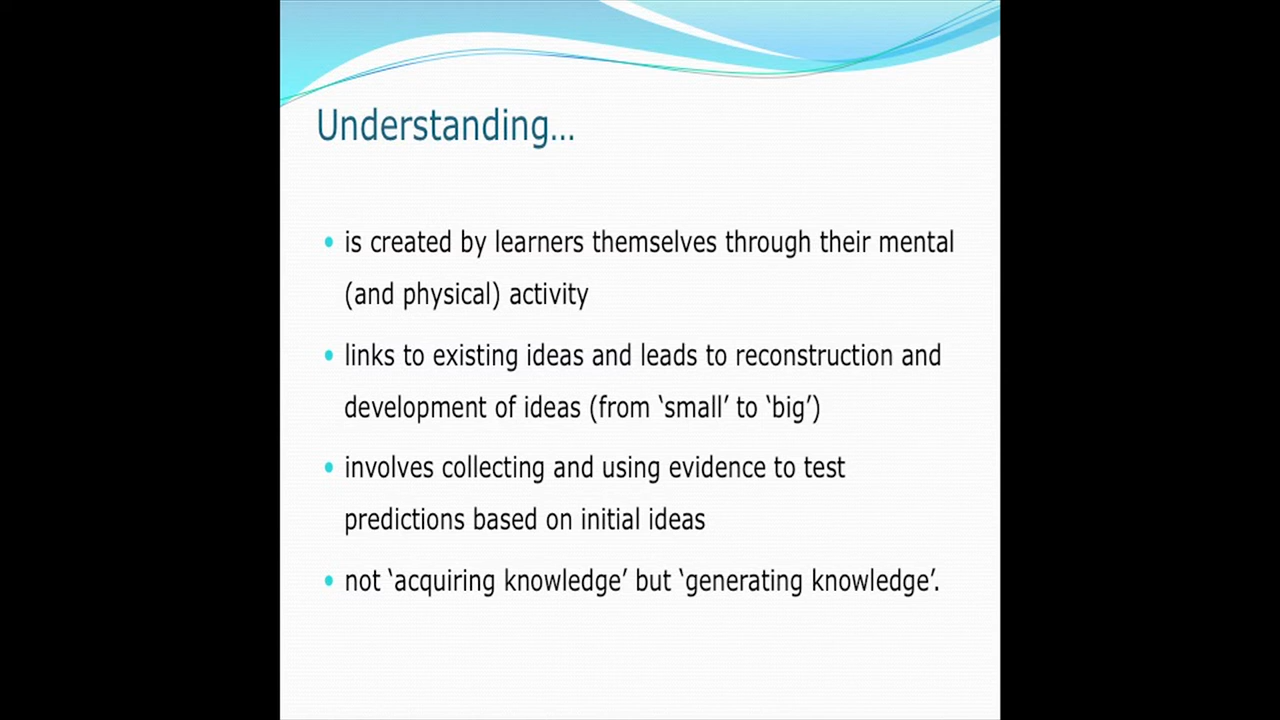 Understanding...
• is created by learners themselves through their mental
(and physical) activity
• links to existing ideas and leads to reconstruction and
development of ideas (from ‘small’ to ‘big’)
• involves collecting and using evidence to test
predictions based on initial ideas
• not ‘acquiring knowledge’ but ‘generating knowledge’.